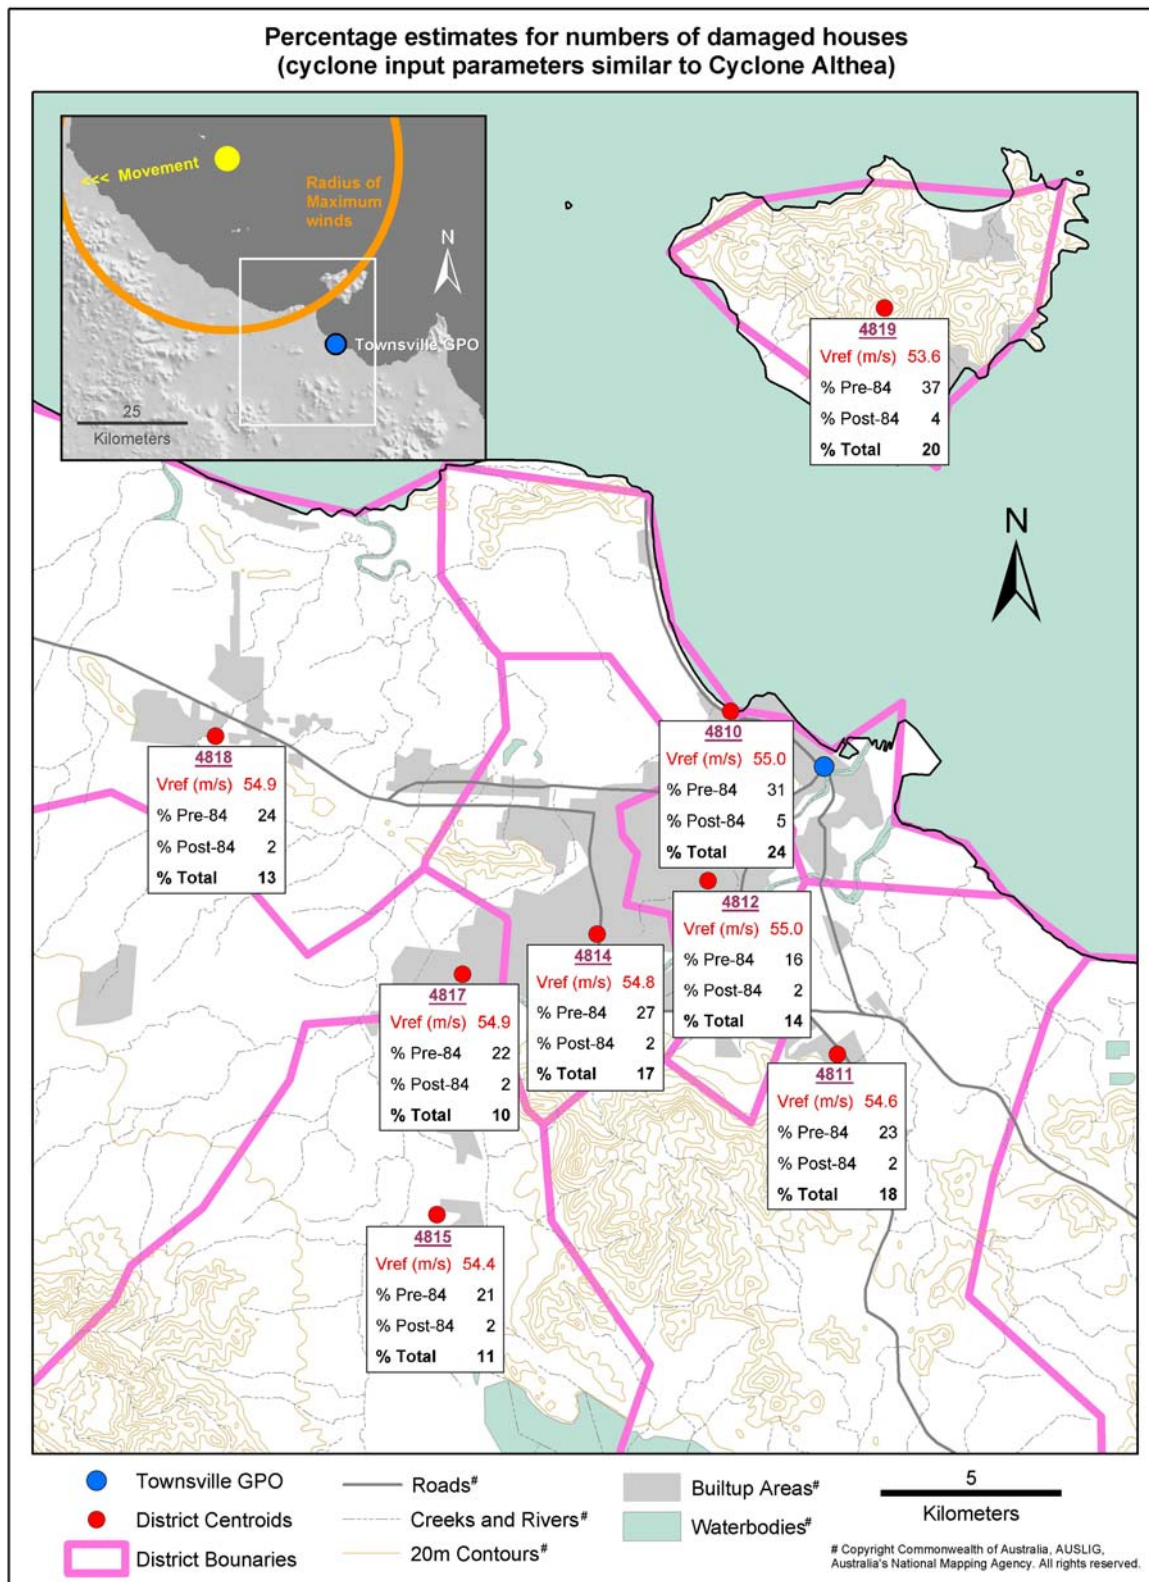 Percentage estimates for numbers of damaged houses
(cyclone input parameters similar to Cyclone Althea)
<<< Movement
Radius of
Maximum
winds
N
Townsville GPO
25
Kilometers
4819
Vref (m/s) 53.6
% Pre-84 37
% Post-84 4
% Total 20
N
4810
Vref (m/s) 55.0
% Pre-84 31
% Post-84 5
% Total 24
4818
Vref (m/s) 54.9
% Pre-84 24
% Post-84 2
% Total 13
4812
Vref (m/s) 55.0
% Pre-84 16
% Post-84 2
% Total 14
4814
Vref (m/s) 54.8
% Pre-84 27
% Post-84 2
% Total 17
4817
Vref (m/s) 54.9
% Pre-84 22
% Post-84 2
% Total 10
4811
Vref (m/s) 54.6
% Pre-84 23
% Post-84 2
% Total 18
4815
Vref (m/s) 54.4
% Pre-84 21
% Post-84 2
% Total 11
Townsville GPO
District Centroids
District Bounaries
Roads#
Creeks and Rivers#
20m Contours#
Builtup Areas#
Waterbodies#
5
Kilometers
# Copyright Commonwealth of Australia, AUSLIG,
Australia's National Mapping Agency. All rights reserved.